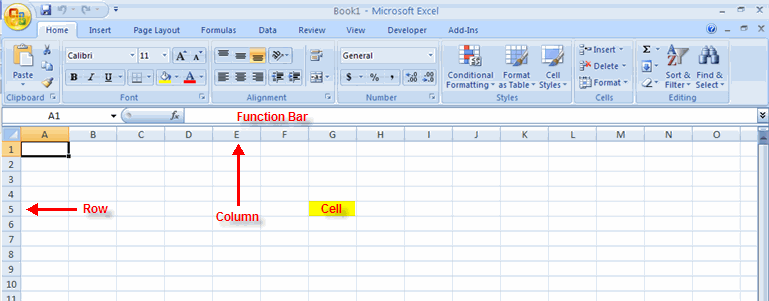 Book1 - Microsoft Excel
Home Insert Page Layout Formulas Data Review View Developer Add-Ins
Paste Calibri 11 A A General Conditional Formatting Format as Table Cell Styles Insert Delete Format Sort & Filter Find & Select
B I U A $ % , .0 .00 .00 .0
Clipboard Font Alignment Number Styles Cells Editing
A1 fx Function Bar
A B C D E F G H I J K L M N O
1
2
3
4
5 Row Column Cell
6
7
8
9
10
11